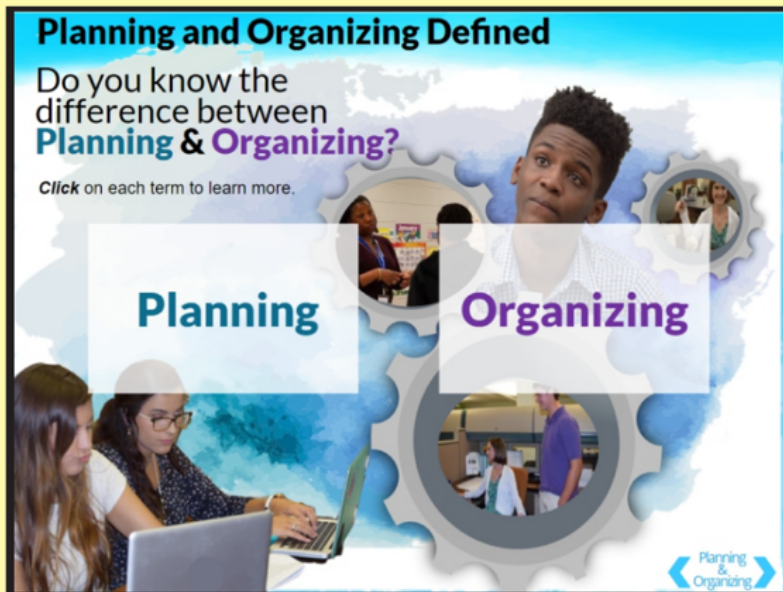 Planning and Organizing Defined
Do you know the
difference between
Planning & Organizing?
Click on each term to learn more.
Planning
Organizing
Planning
&
Organizing